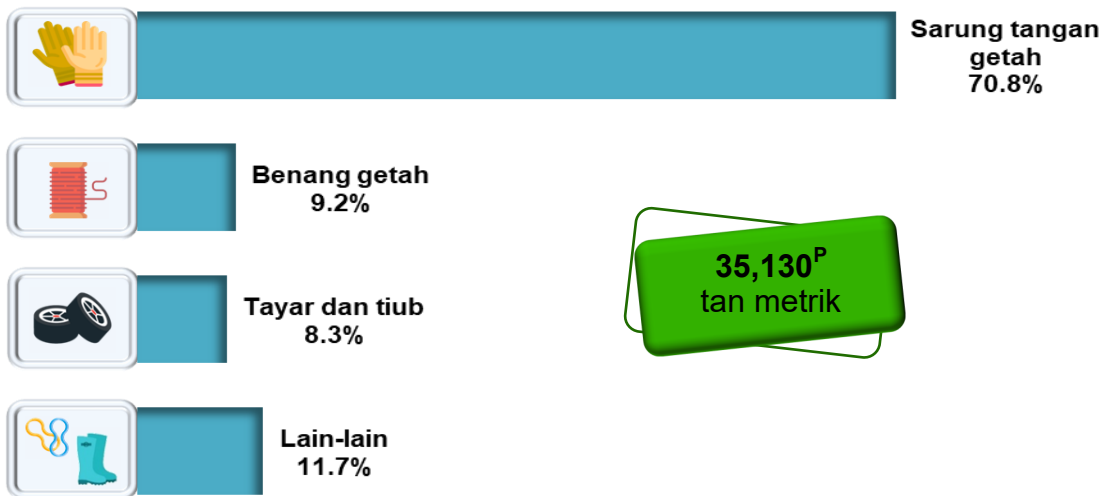 Sarung tangan
getah
70.8%
Benang getah
9.2%
35,130ᴾ
tan metrik
Tayar dan tiub
8.3%
Lain-lain
11.7%